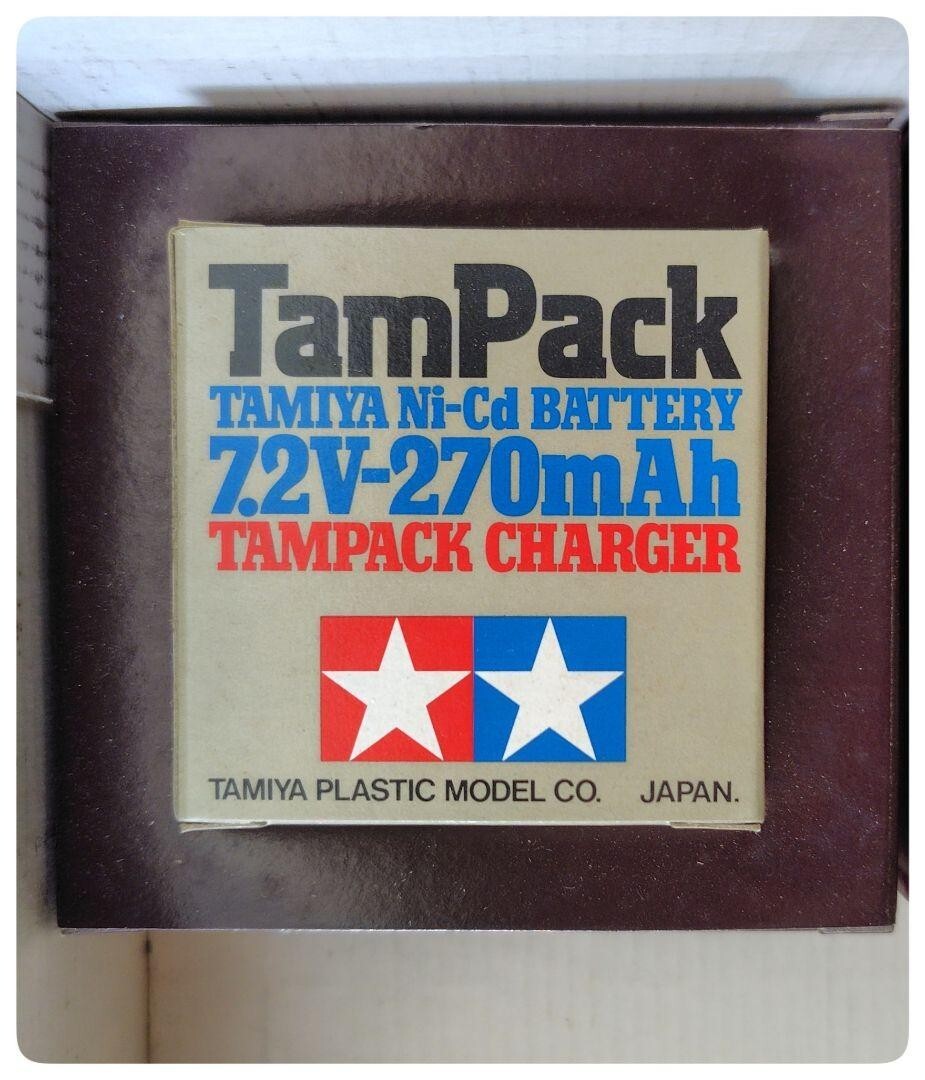 TamPack
TAMIYA Ni-Cd BATTERY
7.2V-270mAh
TAMPACK CHARGER
TAMIYA PLASTIC MODEL CO. JAPAN.